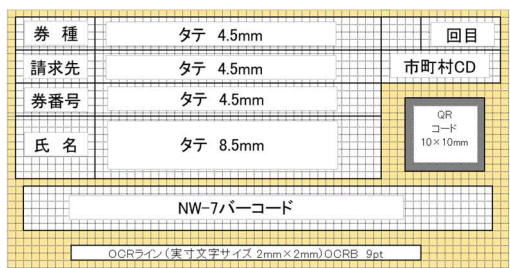 券 種 タテ 4.5mm 回目
請求先 タテ 4.5mm 市町村CD
券番号 タテ 4.5mm
QR
コード
10×10mm
氏 名 タテ 8.5mm
NW-7バーコード
OCRライン(実寸文字サイズ 2mm×2mm)OCRB 9pt